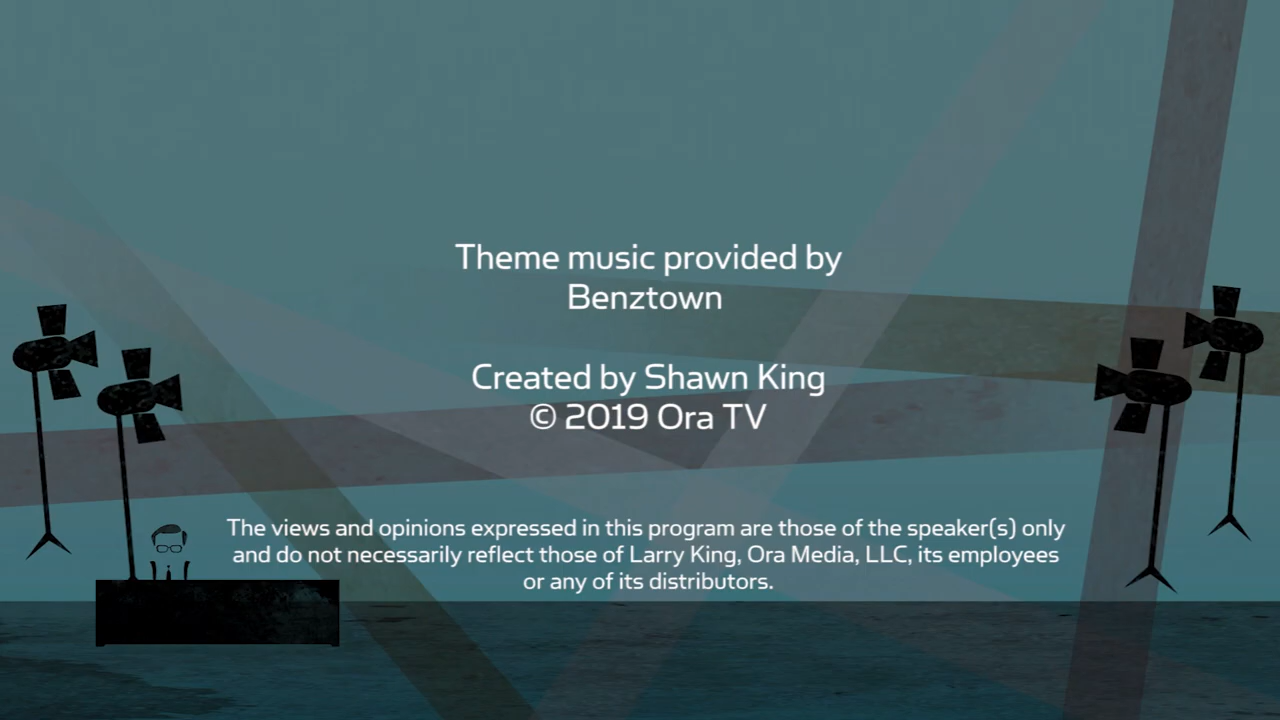 Theme music provided by
Benztown
Created by Shawn King
© 2019 Ora TV
The views and opinions expressed in this program are those of the speaker(s) only
and do not necessarily reflect those of Larry King, Ora Media, LLC, its employees
or any of its distributors.